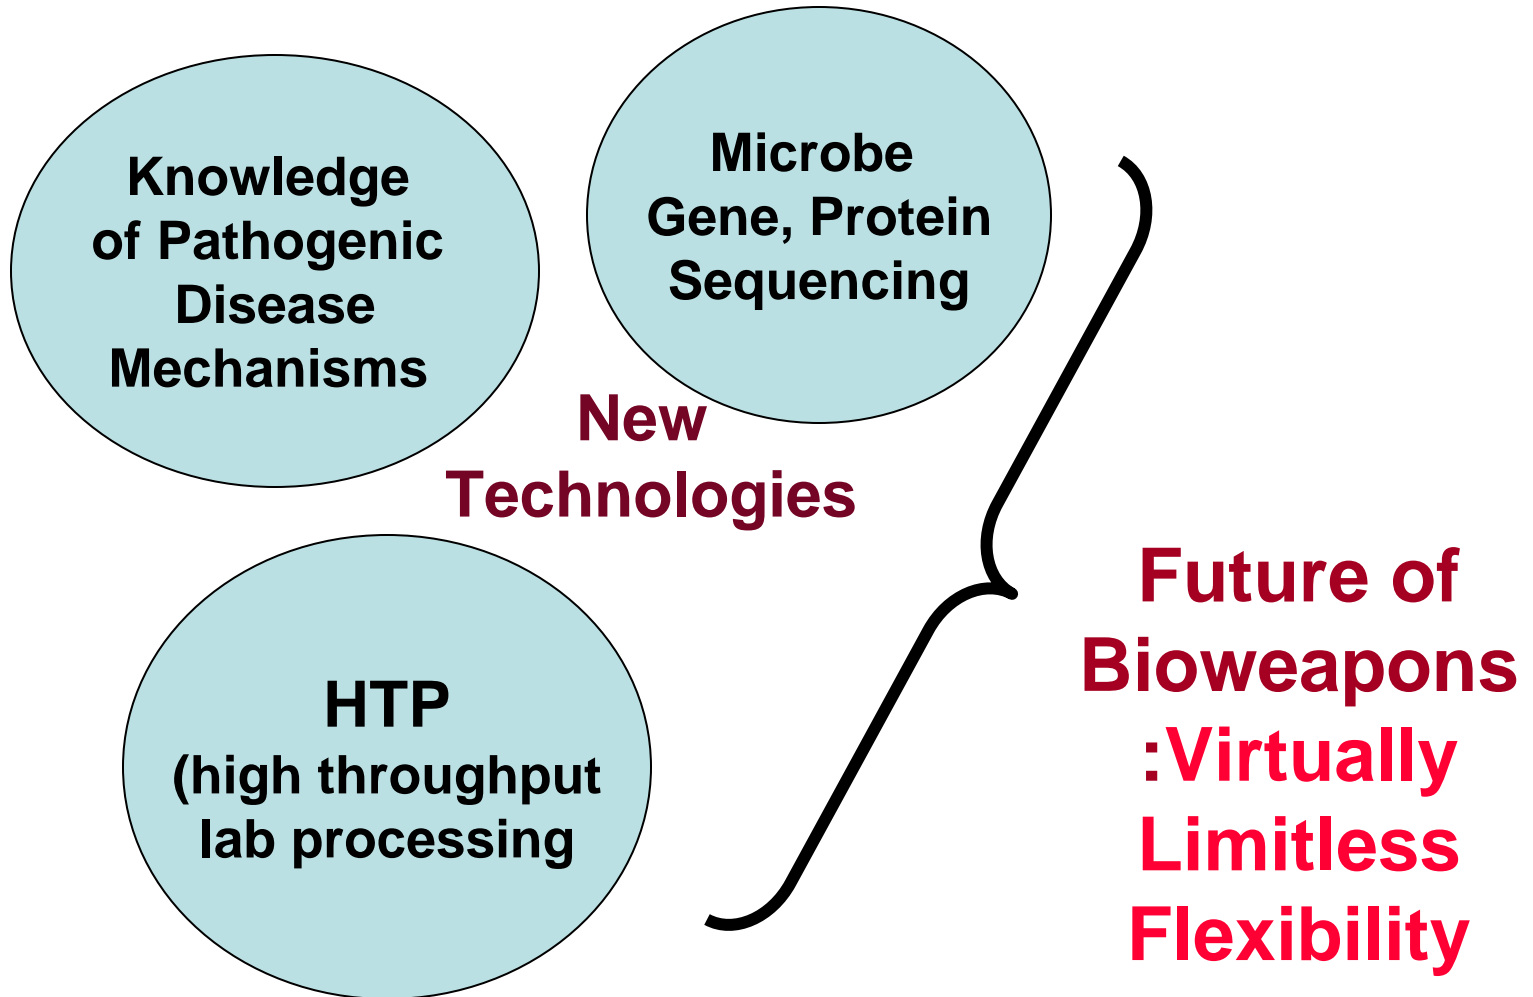 Knowledge
of Pathogenic
Disease
Mechanisms
Microbe
Gene, Protein
Sequencing
New
Technologies
HTP
(high throughput
lab processing
Future of
Bioweapons
:Virtually
Limitless
Flexibility